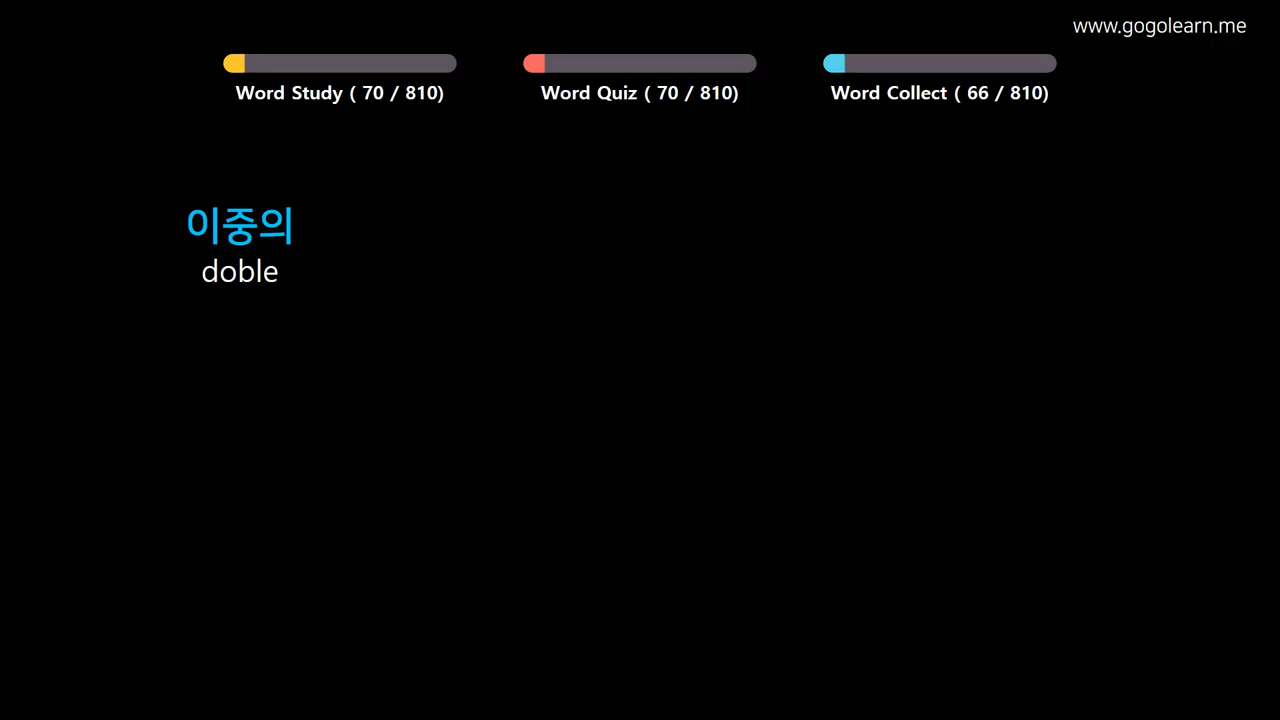 www.gogolearn.me
Word Study ( 70 / 810)
Word Quiz ( 70 / 810)
Word Collect ( 66 / 810)
이중의
doble